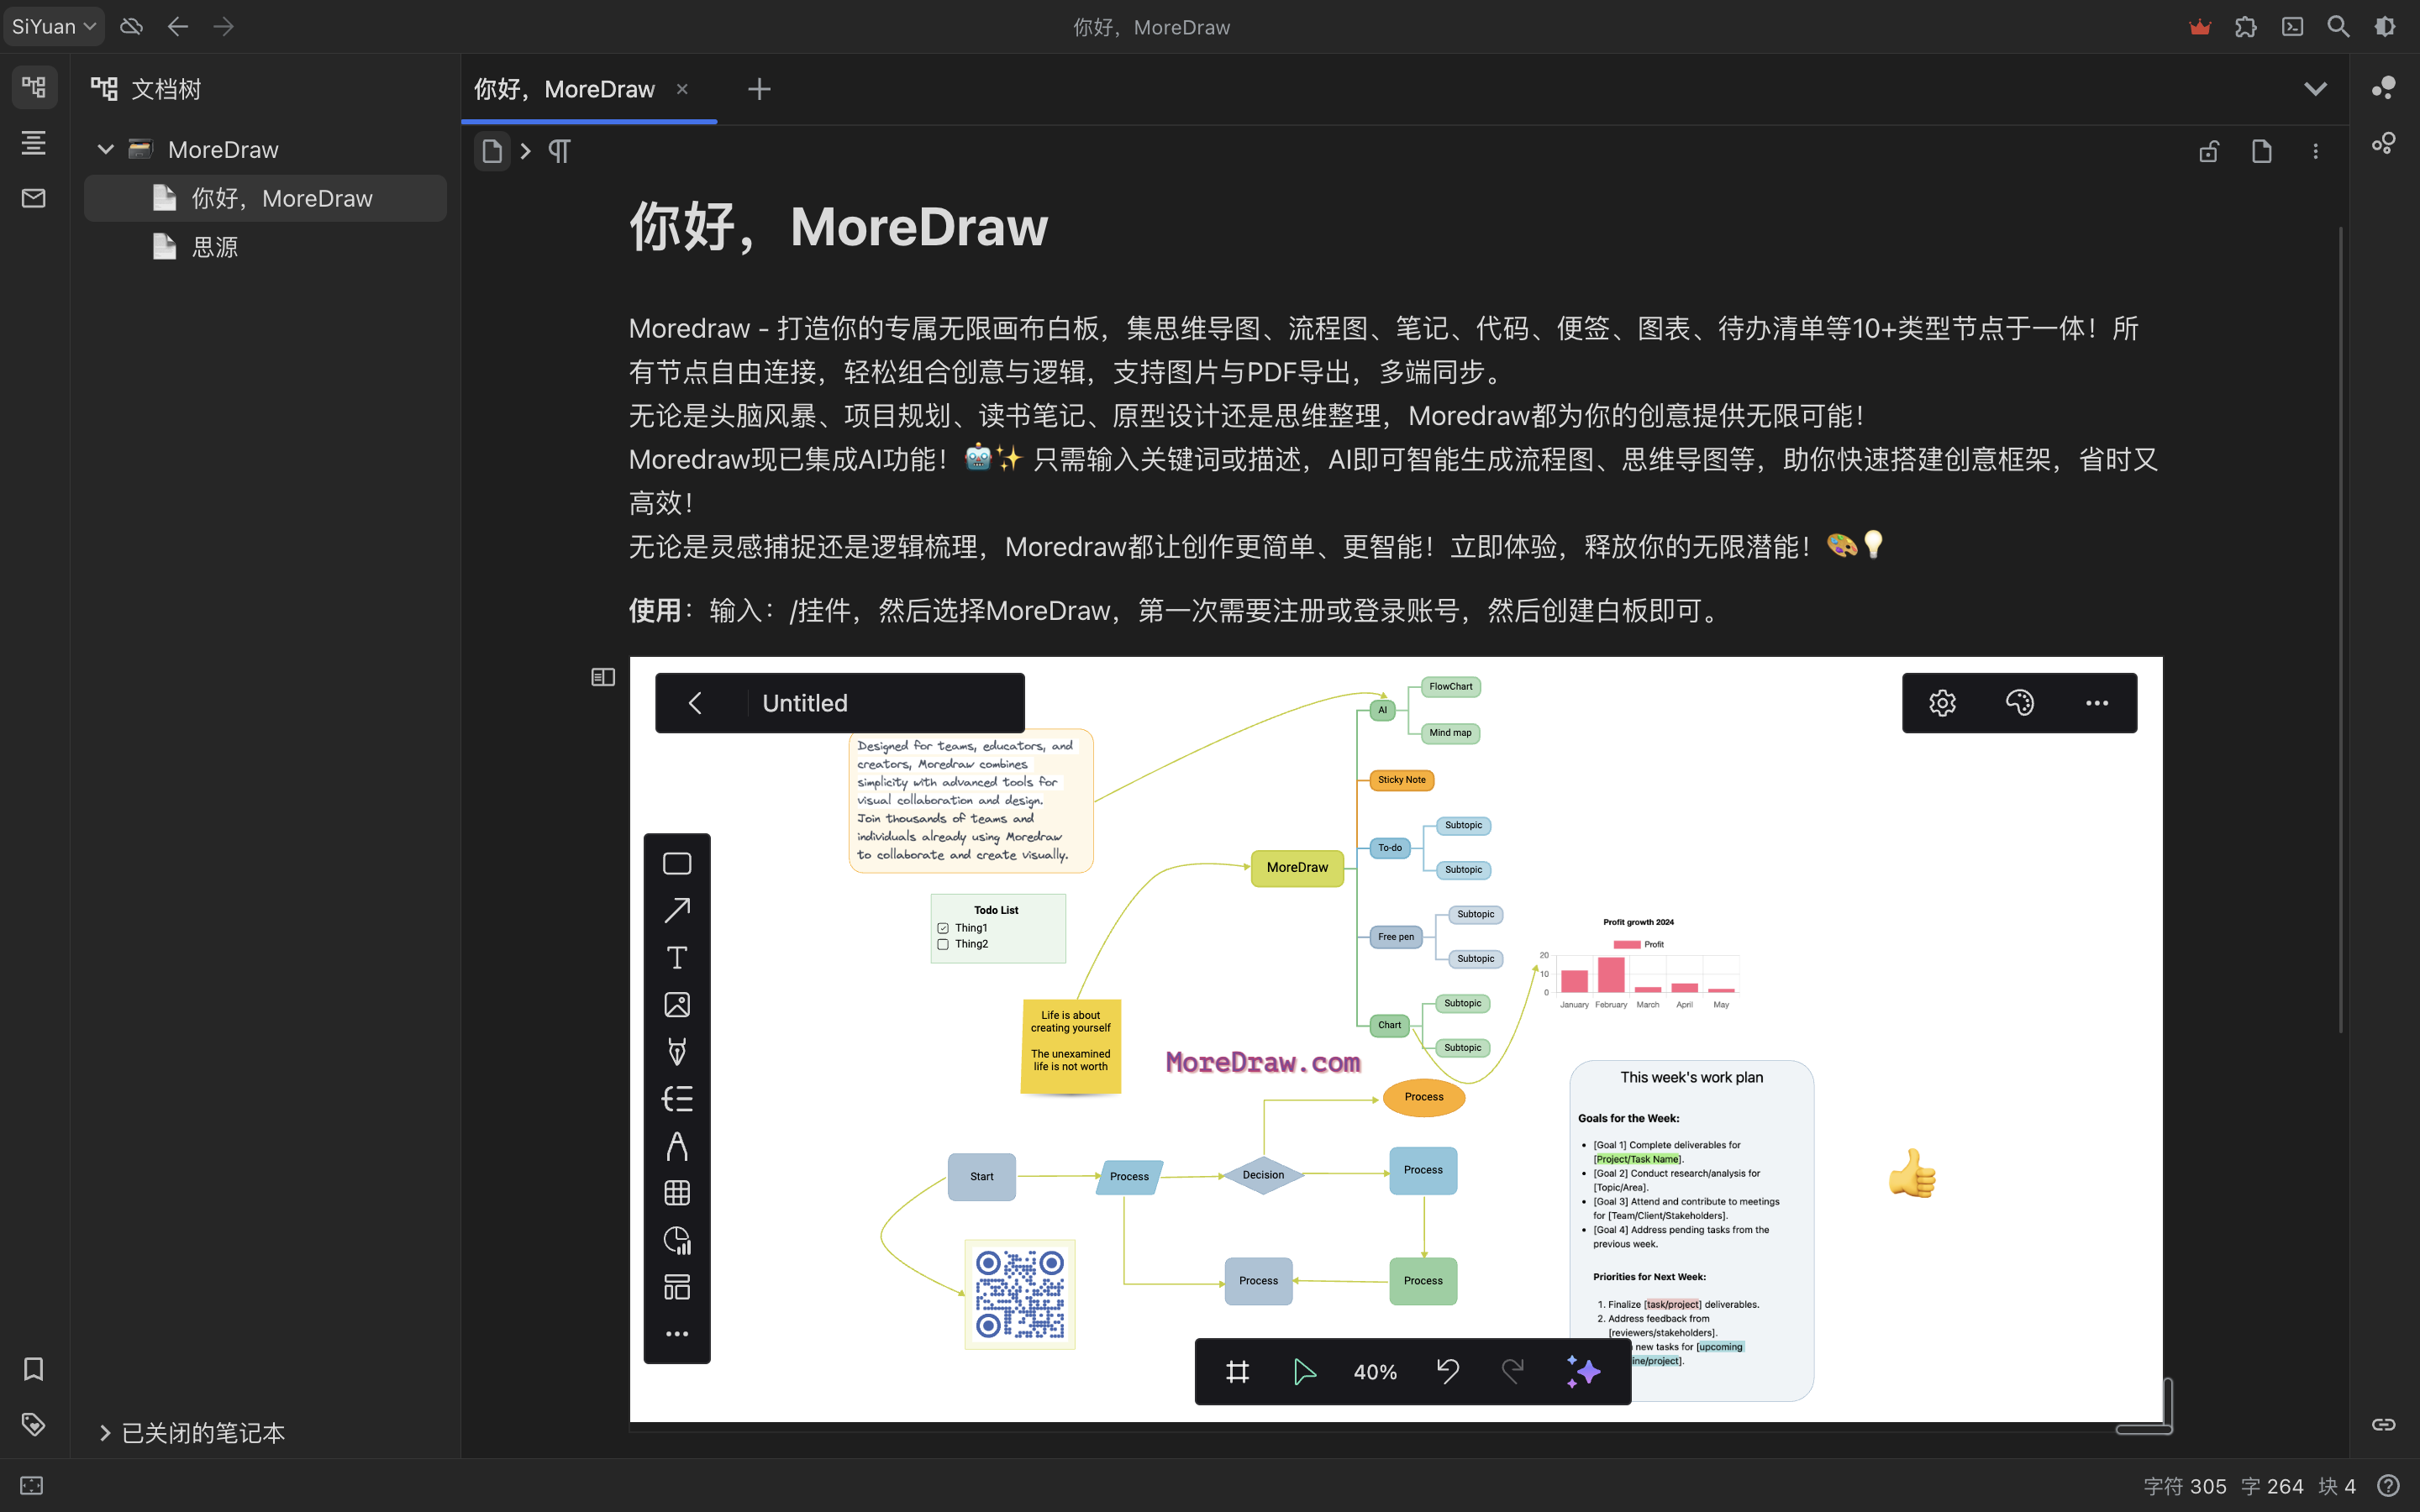 SiYuan
你好，MoreDraw
文档树
MoreDraw
你好，MoreDraw
思源
已关闭的笔记本
你好，MoreDraw
你好，MoreDraw
Moredraw - 打造你的专属无限画布白板，集思维导图、流程图、笔记、代码、便签、图表、待办清单等10+类型节点于一体！所
有节点自由连接，轻松组合创意与逻辑，支持图片与PDF导出，多端同步。
无论是头脑风暴、项目规划、读书笔记、原型设计还是思维整理，Moredraw都为你的创意提供无限可能！
Moredraw现已集成AI功能！🤖✨ 只需输入关键词或描述，AI即可智能生成流程图、思维导图等，助你快速搭建创意框架，省时又
高效！
无论是灵感捕捉还是逻辑梳理，Moredraw都让创作更简单、更智能！立即体验，释放你的无限潜能！🎨💡
使用：输入：/挂件，然后选择MoreDraw，第一次需要注册或登录账号，然后创建白板即可。
Untitled
Designed for teams, educators, and
creators, Moredraw combines
simplicity with advanced tools for
visual collaboration and design.
Join thousands of teams and
individuals already using Moredraw
to collaborate and create visually.
Todo List
Thing1
Thing2
Life is about
creating yourself
The unexamined
life is not worth
MoreDraw
AI
FlowChart
Mind map
Sticky Note
To-do
Subtopic
Subtopic
Free pen
Subtopic
Subtopic
Chart
Subtopic
Subtopic
Profit growth 2024
Profit
20
10
0
January February March April May
MoreDraw.com
Process
Start
Process
Decision
Process
Process
Process
This week's work plan
Goals for the Week:
• [Goal 1] Complete deliverables for
[Project/Task Name].
• [Goal 2] Conduct research/analysis for
[Topic/Area].
• [Goal 3] Attend and contribute to meetings
for [Team/Client/Stakeholders].
• [Goal 4] Address pending tasks from the
previous week.
Priorities for Next Week:
1. Finalize [task/project] deliverables.
2. Address feedback from
[reviewers/stakeholders].
new tasks for [upcoming
ine/project].
40%
字符 305 字 264 块 4